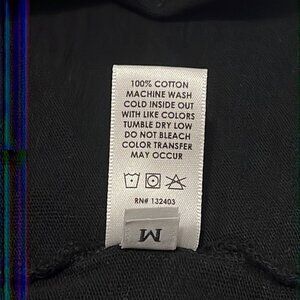 100% COTTON
MACHINE WASH
COLD INSIDE OUT
WITH LIKE COLORS
TUMBLE DRY LOW
DO NOT BLEACH
COLOR TRANSFER
MAY OCCUR
RN# 132403
M